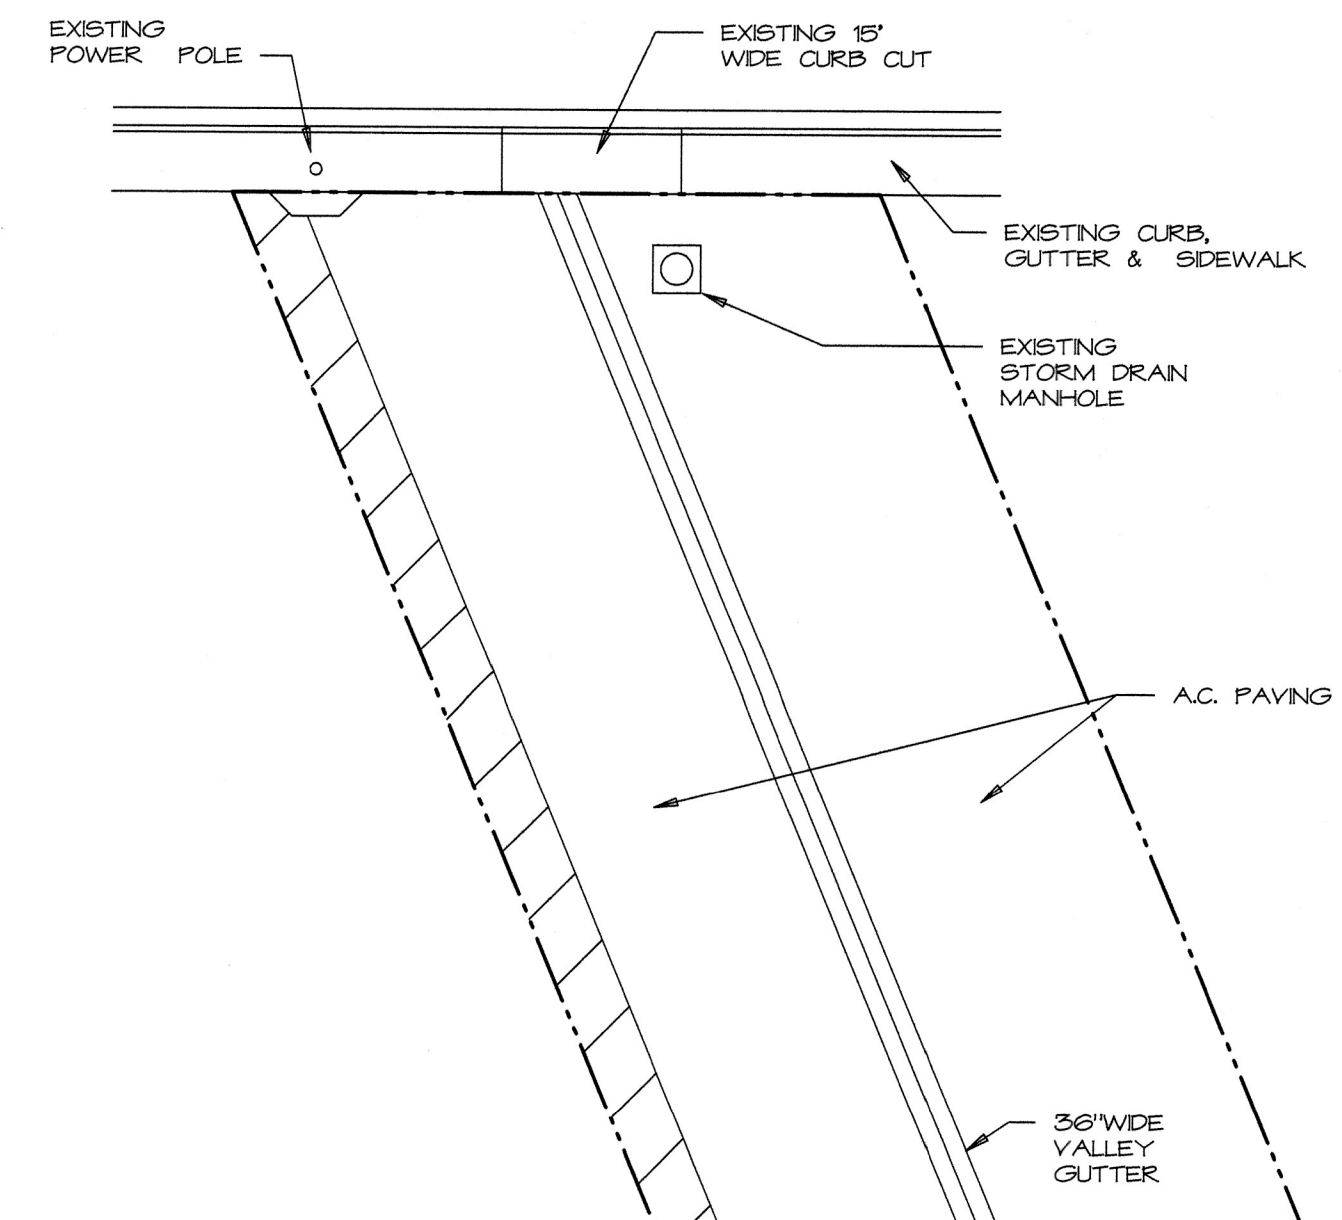 EXISTING
POWER POLE
EXISTING 15'
WIDE CURB CUT
EXISTING CURB,
GUTTER & SIDEWALK
EXISTING
STORM DRAIN
MANHOLE
A.C. PAVING
36"WIDE
VALLEY
GUTTER